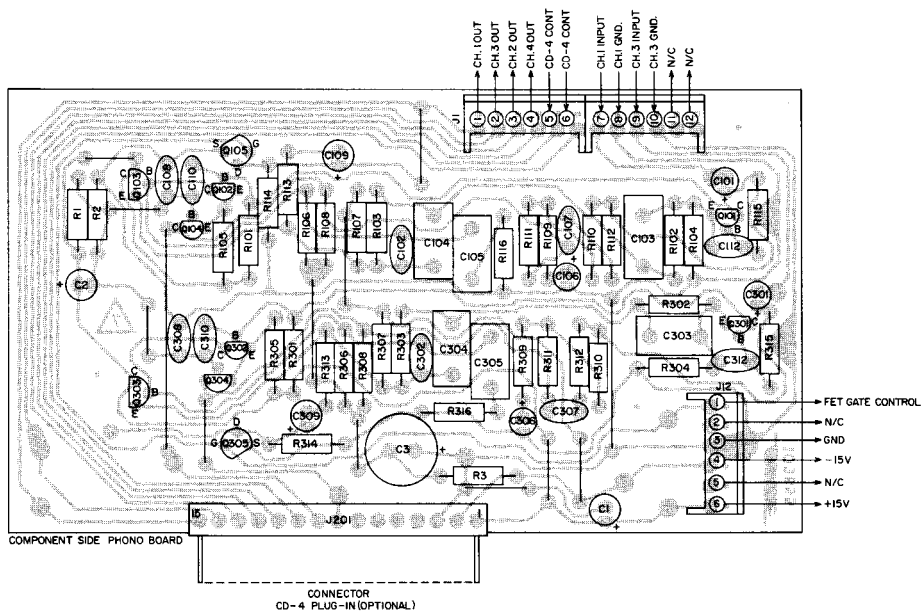 CH. 1 OUT
CH. 3 OUT
CH. 2 OUT
CH. 4 OUT
CD-4 CONT
CD-4 CONT
CH. 1 INPUT
CH. 1 GND.
CH. 3 INPUT
CH. 3 GND.
N/C
N/C
J1
1 2 3 4 5 6 7 8 9 10 11 12
S Q105 G
D
C109
C101
C Q103 B
E
C108
C110
B
C Q102 E
R114
R113
E C
Q101
B
R115
R1
R2
C Q104 E
B
R105
R101
R106
R108
R107
R103
C102
C104
C105
R116
R111
R109
C107
C106
R110
R112
C103
R102
R104
C112
C2
R302
C301
C308
C310
B
Q302
C E
R305
R301
R313
R306
R308
R307
R303
C302
C304
C305
R309
R311
R312
R310
C303
E Q301 C
B
R315
C312
R304
C
Q303 B
E
Q304
C309
R316
C306
C307
J12
D
G Q305 S
R314
C3
R3
C1
1 FET GATE CONTROL
2 N/C
3 GND
4 -15V
5 N/C
6 +15V
15 J201 1
COMPONENT SIDE PHONO BOARD
CONNECTOR
CD-4 PLUG-IN (OPTIONAL)